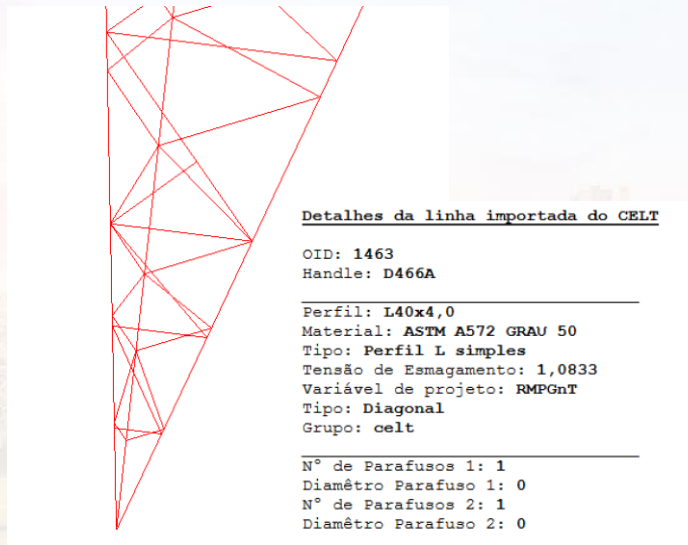 Detalhes da linha importada do CELT
OID: 1463
Handle: D466A
Perfil: L40x4,0
Material: ASTM A572 GRAU 50
Tipo: Perfil L simples
Tensão de Esmagamento: 1,0833
Variável de projeto: RMPGnT
Tipo: Diagonal
Grupo: celt
N° de Parafusos 1: 1
Diamêtro Parafuso 1: 0
N° de Parafusos 2: 1
Diamêtro Parafuso 2: 0